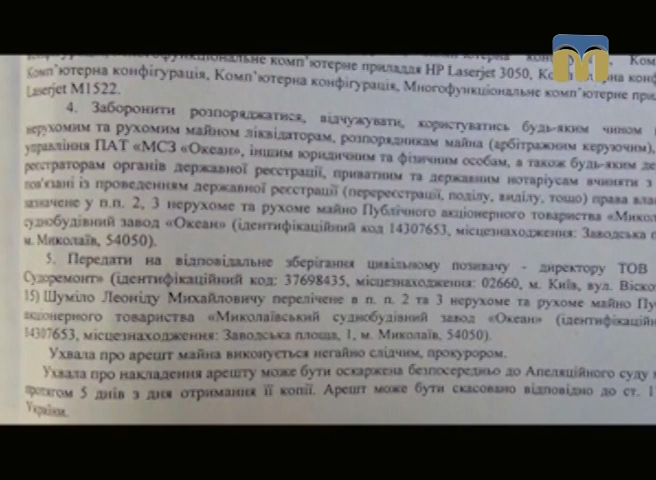 комп’ютерне приладдя HP Laserjet 3050,
Комп’ютерна конфігурація, Комп’ютерна конфігурація, Многофункціональне комп’ютерне
Laserjet M1522.
4. Заборонити розпоряджатися, відчужувати, користуватись будь-яким чином
нерухомим та рухомим майном ліквідаторам, розпорядникам майна (арбітражним керуючим),
управління ПАТ «МСЗ «Океан», іншим юридичним та фізичним особам, а також будь-яким
реєстраторам органів державної реєстрації, приватним та державним нотаріусам вчиняти
пов’язані із проведенням державної реєстрації (перереєстрації, поділу, виділу, тощо) права
зазначене у п.п. 2, 3 нерухоме та рухоме майно Публічного акціонерного товариства
суднобудівний завод «Океан» (ідентифікаційний код 14307653, місцезнаходження: Заводська
м. Миколаїв, 54050).
5. Передати на відповідальне зберігання цивільному позивачу - директору ТОВ
Судоремонт» (ідентифікаційний код: 37698435, місцезнаходження: 02660, м. Київ, вул.
15) Шуміло Леоніду Михайловичу перелічене в п. п. 2 та 3 нерухоме та рухоме майно
акціонерного товариства «Миколаївський суднобудівний завод «Океан»
14307653, місцезнаходження: Заводська площа, 1, м. Миколаїв, 54050).
Ухвала про арешт майна виконується негайно слідчим, прокурором.
Ухвала про накладення арешту може бути оскаржена безпосередньо до Апеляційного суду
протягом 5 днів з дня отримання її копії. Арешт може бути скасовано відповідно до ст.
України.